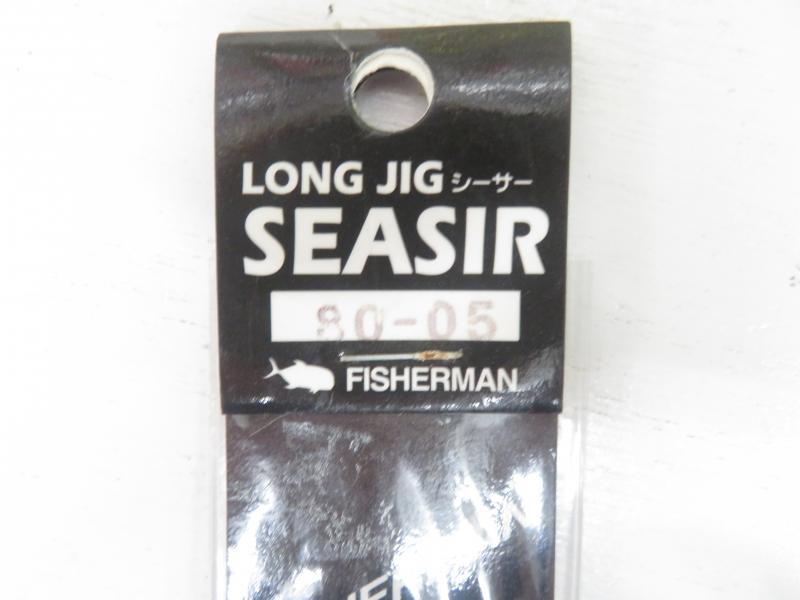 LONG JIG シーサー
SEASIR
80-05
FISHERMAN